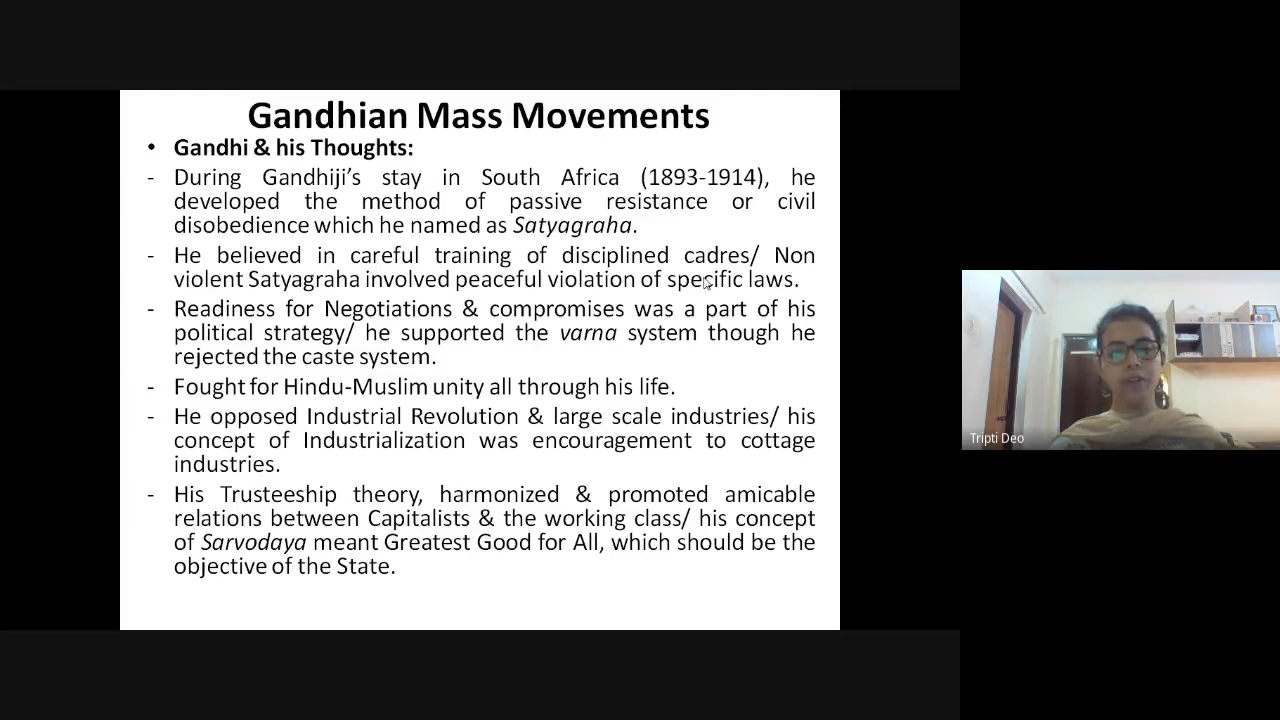 Gandhian Mass Movements
• Gandhi & his Thoughts:
- During Gandhiji’s stay in South Africa (1893-1914), he
developed the method of passive resistance or civil
disobedience which he named as Satyagraha.
- He believed in careful training of disciplined cadres/ Non
violent Satyagraha involved peaceful violation of specific laws.
- Readiness for Negotiations & compromises was a part of his
political strategy/ he supported the varna system though he
rejected the caste system.
- Fought for Hindu-Muslim unity all through his life.
- He opposed Industrial Revolution & large scale industries/ his
concept of Industrialization was encouragement to cottage
industries.
- His Trusteeship theory, harmonized & promoted amicable
relations between Capitalists & the working class/ his concept
of Sarvodaya meant Greatest Good for All, which should be the
objective of the State.
Tripti Deo